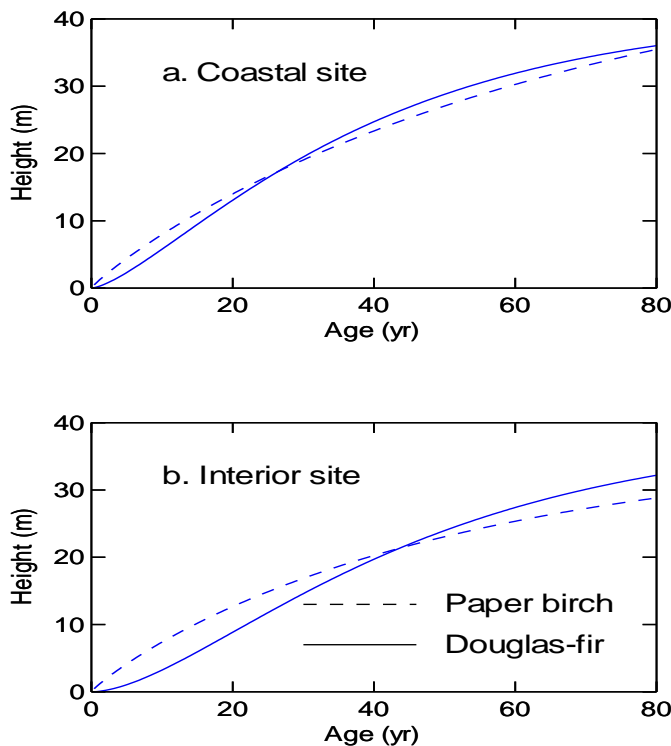 40
a. Coastal site
30
Height (m)
20
10
0
0 20 40 60 80
Age (yr)
40
b. Interior site
30
Height (m)
20
Paper birch
10
Douglas-fir
0
0 20 40 60 80
Age (yr)